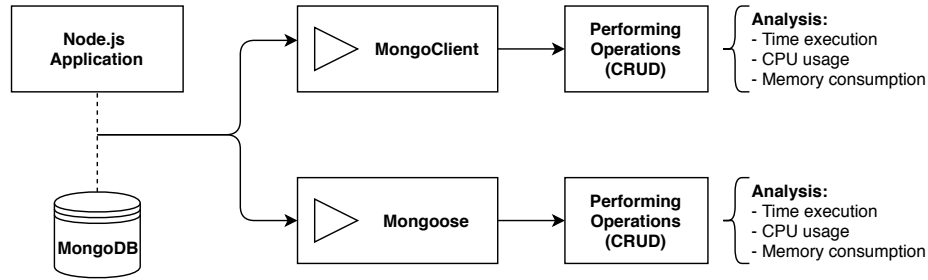 Node.js
Application
MongoDB
MongoClient
Performing
Operations
(CRUD)
Analysis:
- Time execution
- CPU usage
- Memory consumption
Mongoose
Performing
Operations
(CRUD)
Analysis:
- Time execution
- CPU usage
- Memory consumption